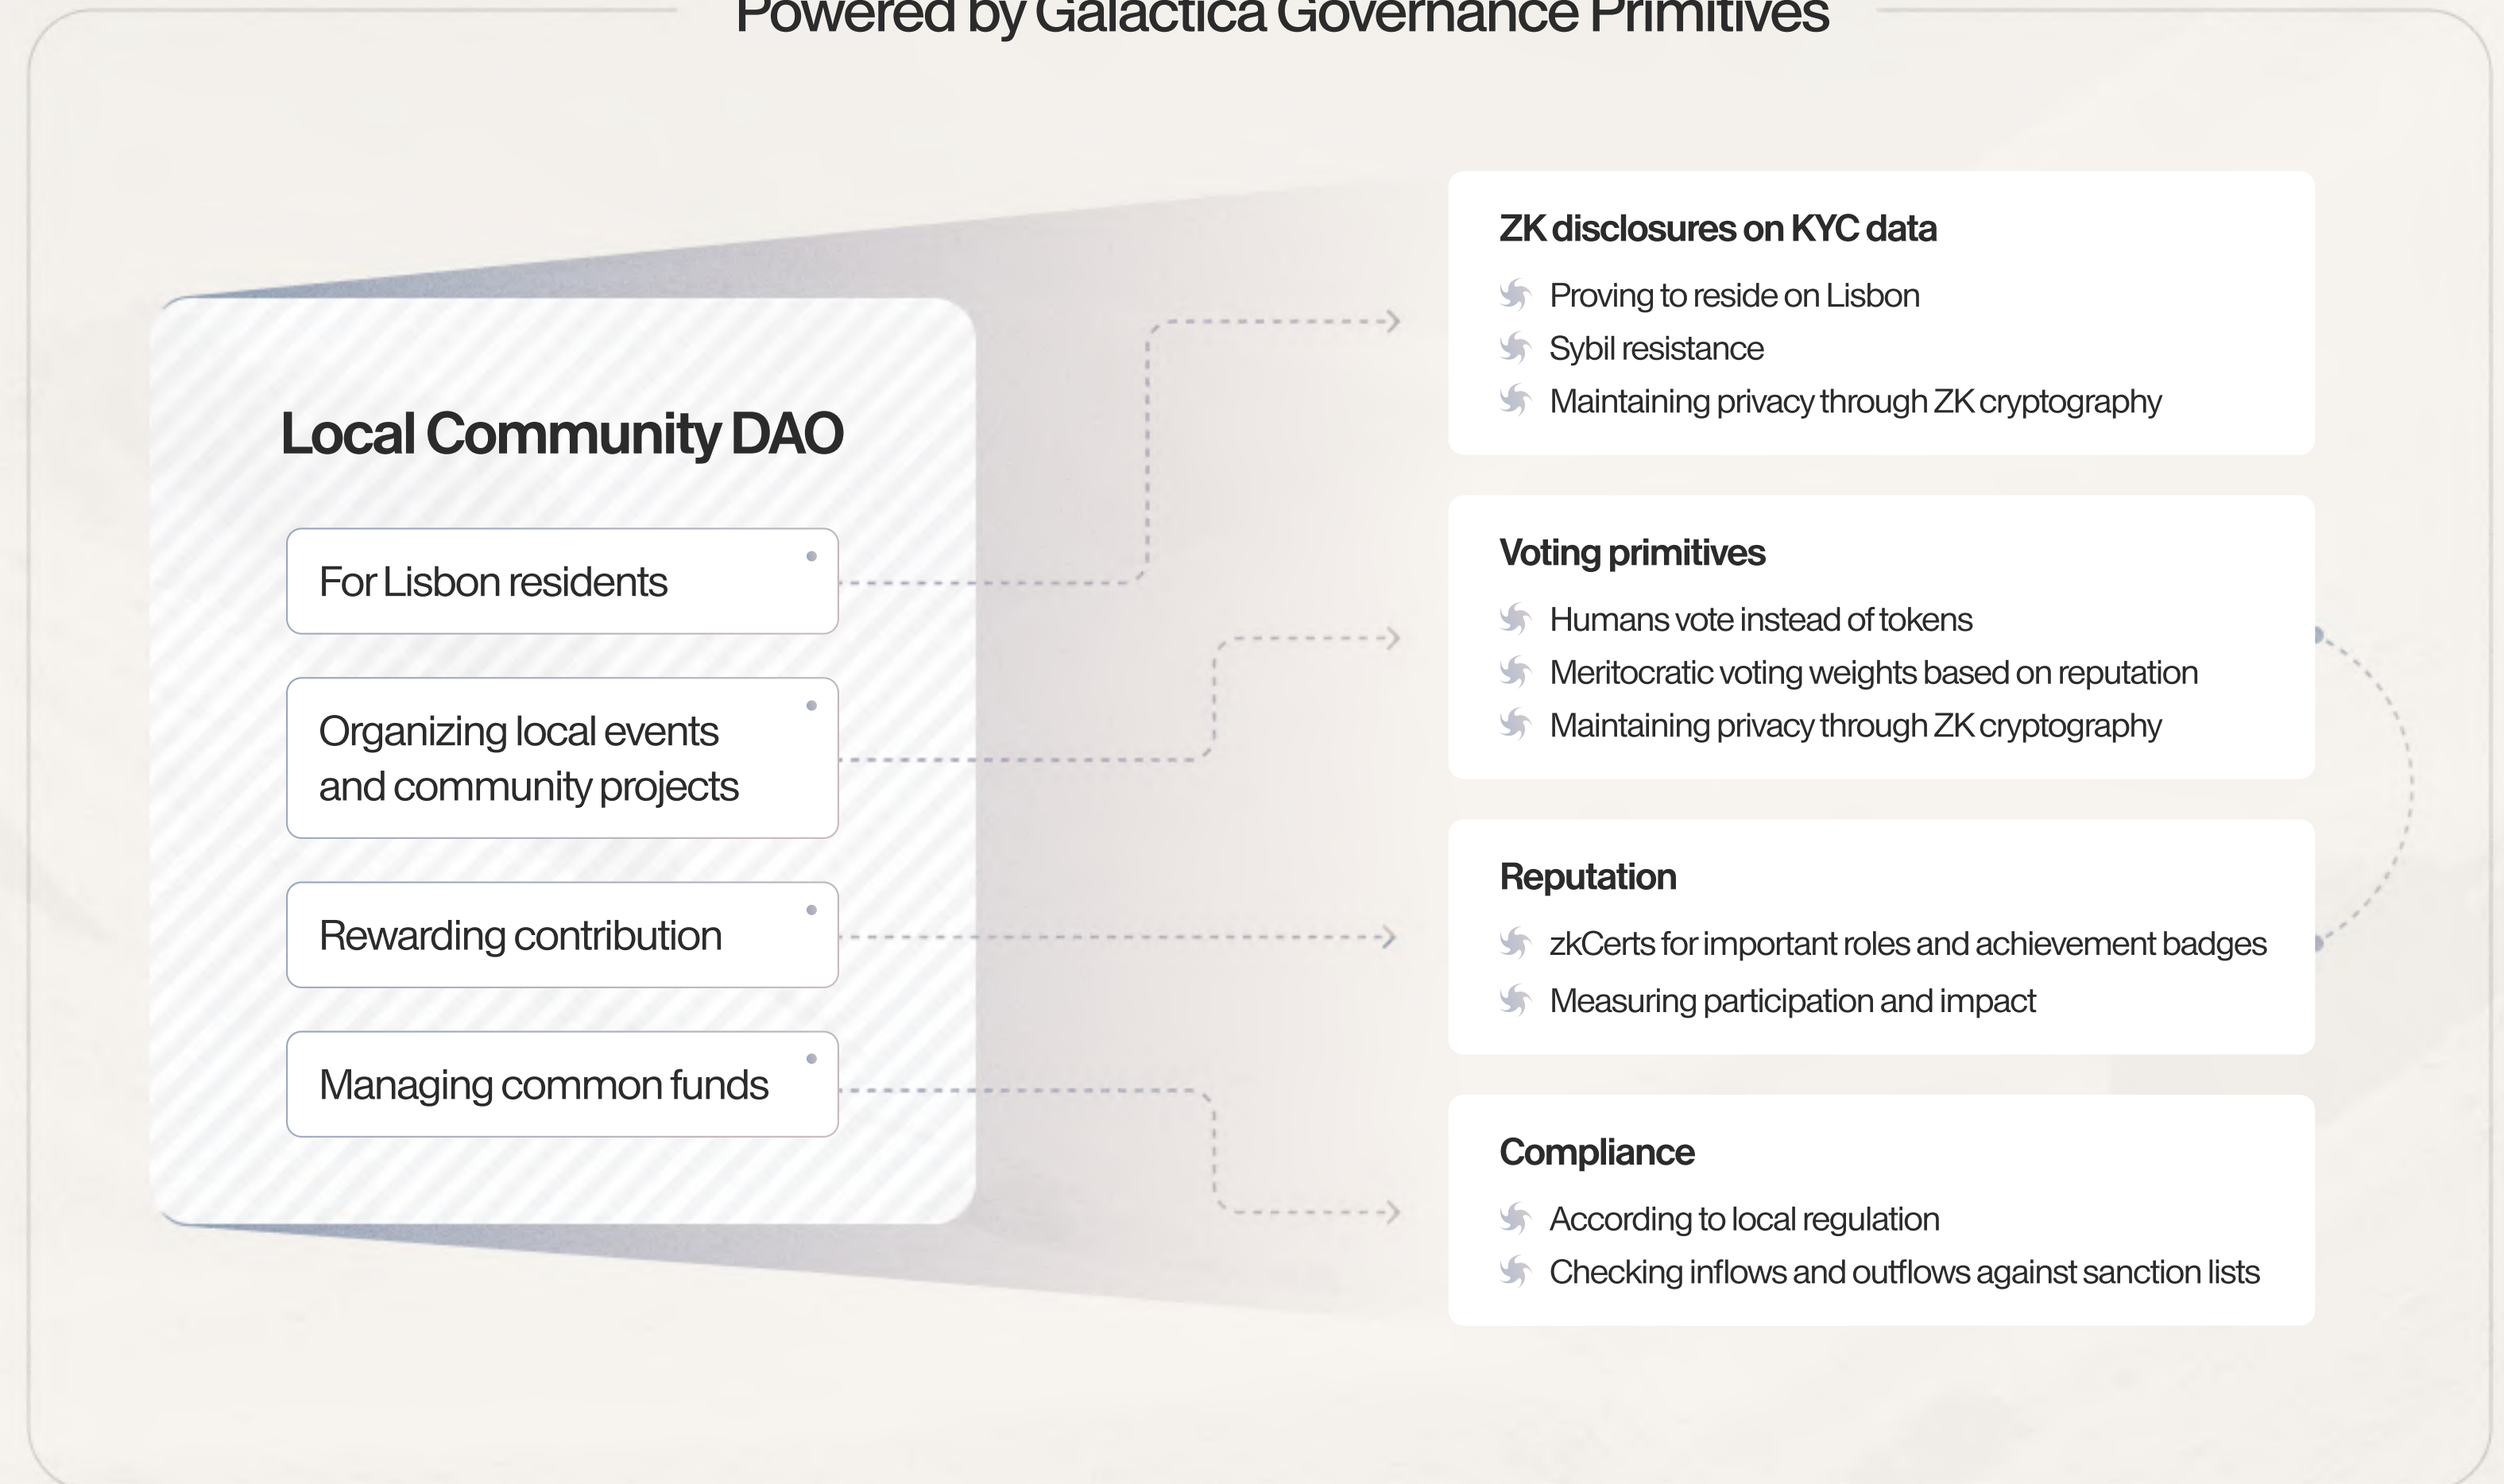 Powered by Galactica Governance Primitives
Local Community DAO
For Lisbon residents
Organizing local events
and community projects
Rewarding contribution
Managing common funds
ZK disclosures on KYC data
Proving to reside on Lisbon
Sybil resistance
Maintaining privacy through ZK cryptography
Voting primitives
Humans vote instead of tokens
Meritocratic voting weights based on reputation
Maintaining privacy through ZK cryptography
Reputation
zkCerts for important roles and achievement badges
Measuring participation and impact
Compliance
According to local regulation
Checking inflows and outflows against sanction lists